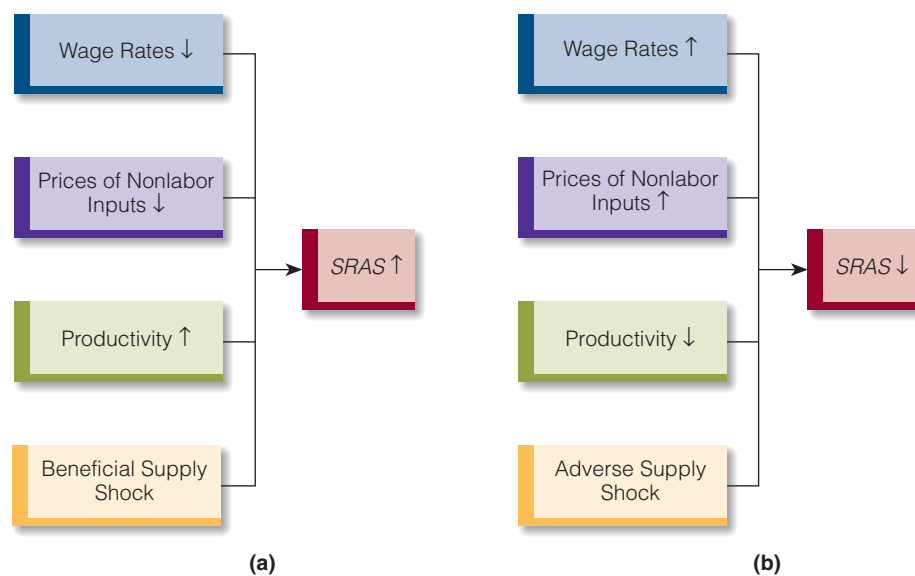 Wage Rates ↓
Prices of Nonlabor
Inputs ↓
SRAS ↑
Productivity ↑
Beneficial Supply
Shock
(a)
Wage Rates ↑
Prices of Nonlabor
Inputs ↑
SRAS ↓
Productivity ↓
Adverse Supply
Shock
(b)